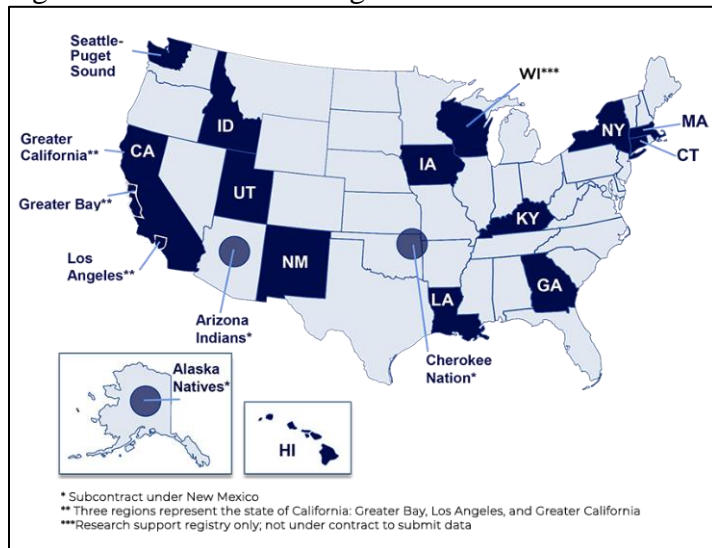 Seattle-
Puget
Sound
WI***
ID
NY
MA
CT
Greater
California**
CA
IA
UT
Greater Bay**
KY
Los
Angeles**
NM
GA
LA
Arizona
Indians*
Cherokee
Nation*
Alaska
Natives*
HI
* Subcontract under New Mexico
** Three regions represent the state of California: Greater Bay, Los Angeles, and Greater California
***Research support registry only; not under contract to submit data